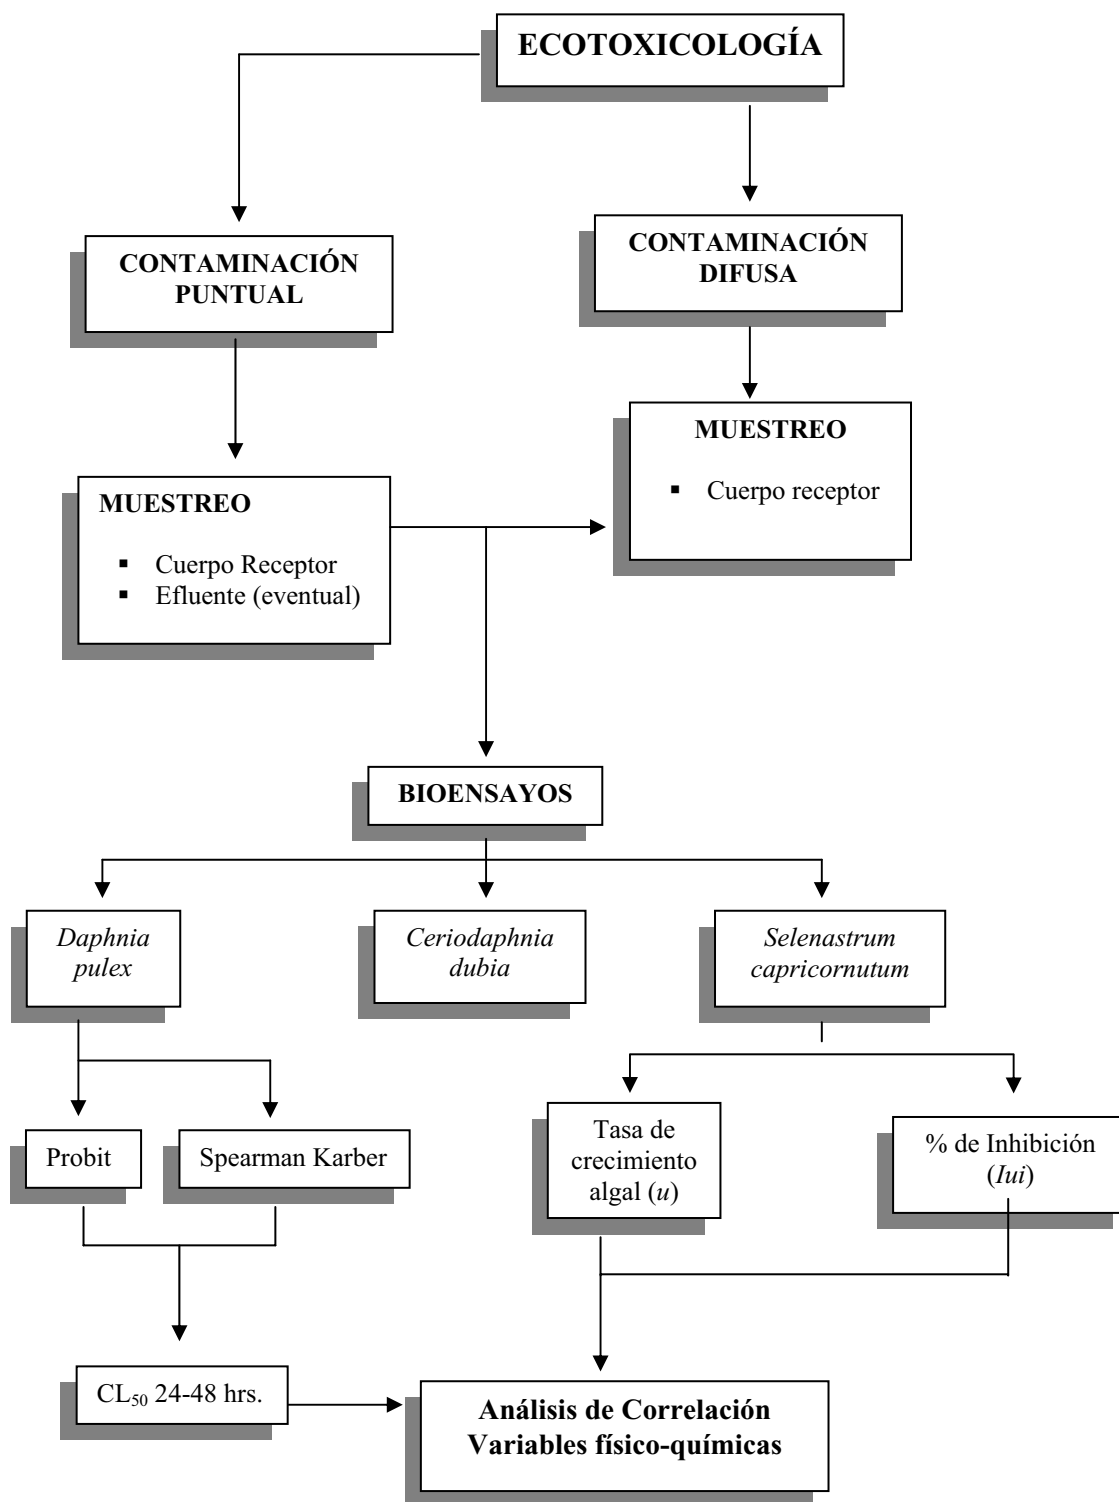 ECOTOXICOLOGÍA
CONTAMINACIÓN
PUNTUAL
CONTAMINACIÓN
DIFUSA
MUESTREO
▪ Cuerpo Receptor
▪ Efluente (eventual)
MUESTREO
▪ Cuerpo receptor
BIOENSAYOS
Daphnia
pulex
Ceriodaphnia
dubia
Selenastrum
capricornutum
Probit
Spearman Karber
Tasa de
crecimiento
algal (u)
% de Inhibición
(Iui)
CL50 24-48 hrs.
Análisis de Correlación
Variables físico-químicas